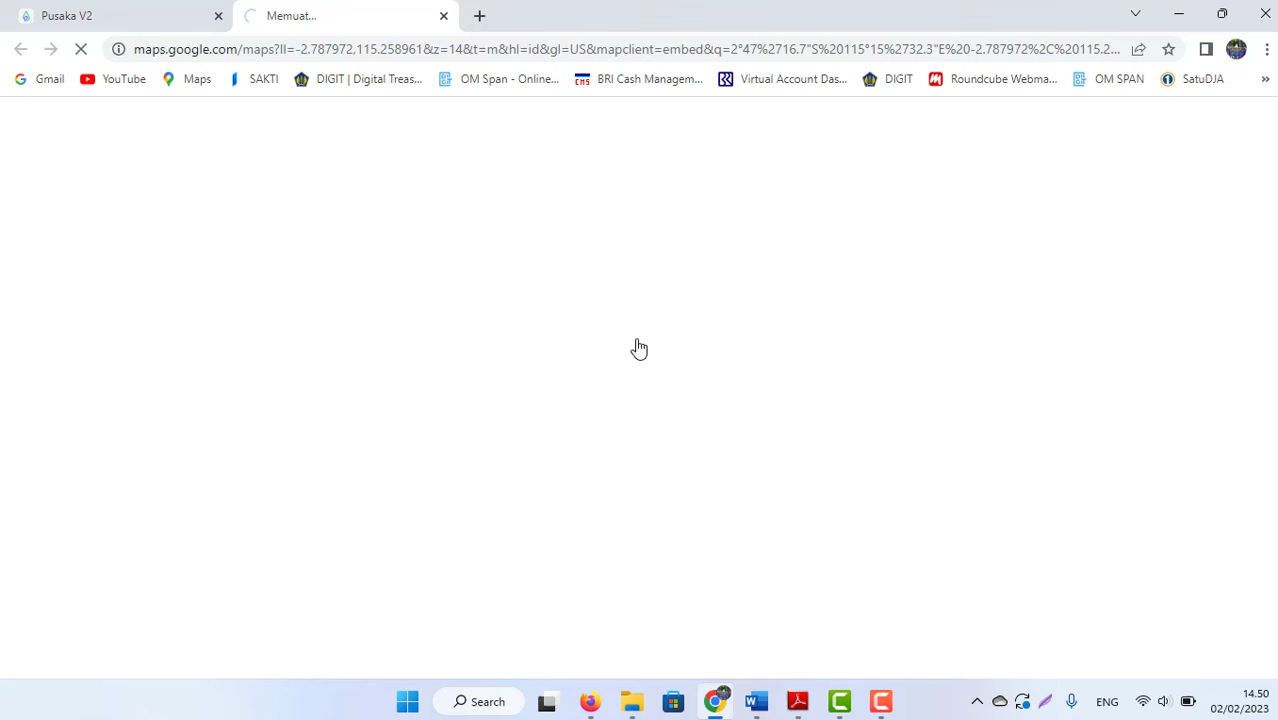 Pusaka V2
Memuat...
maps.google.com/maps?ll=-2.787972,115.258961&z=14&t=m&hl=id&gl=US&mapclient=embed&q=2°47%2716.7"S%20115°15%2732.3"E%20-2.787972%2C%20115.2...
Gmail YouTube Maps SAKTI DIGIT | Digital Treas... OM Span - Online... CMS BRI Cash Managem... Virtual Account Das... DIGIT Roundcube Webma... OM SPAN SatuDJA »
Search ENG 14.50
02/02/2023